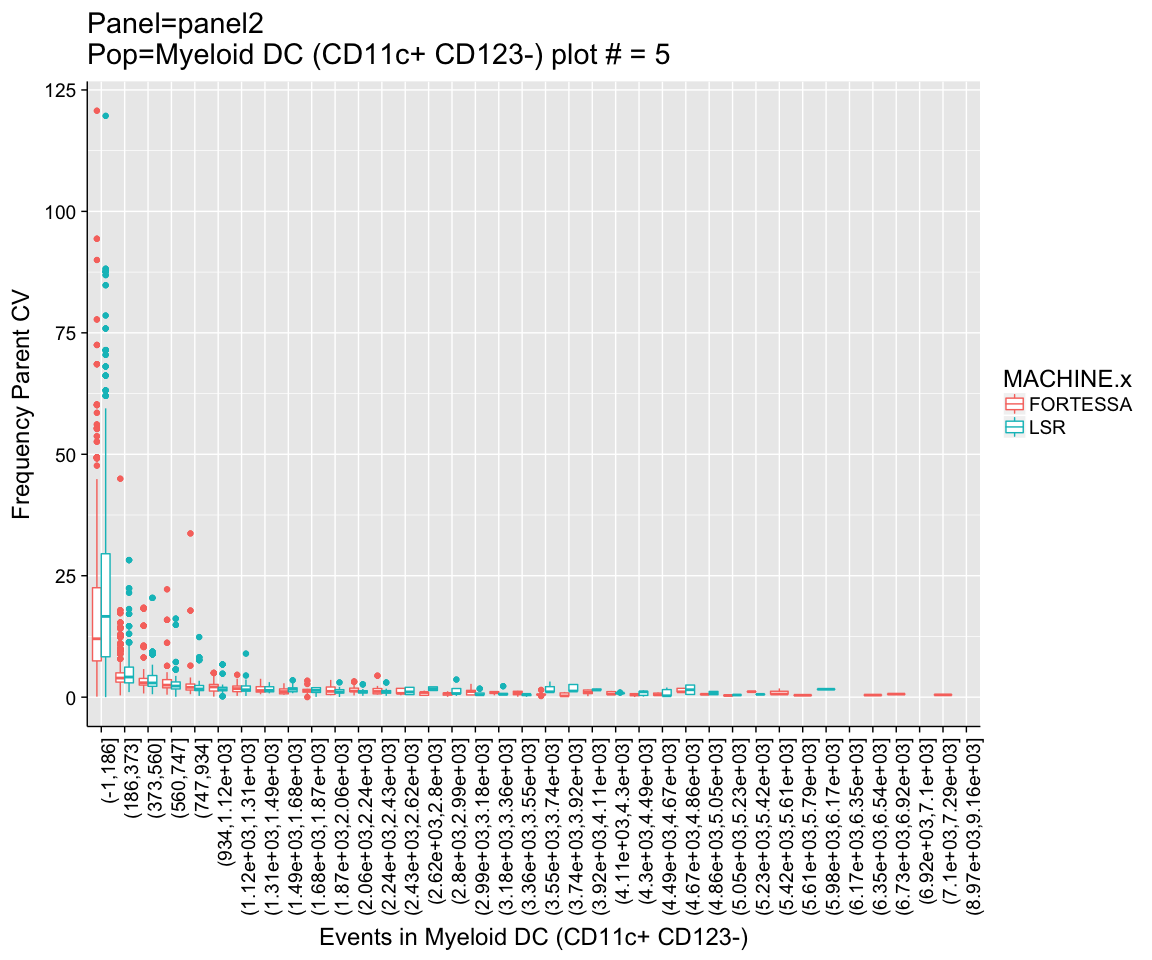 Panel=panel2
Pop=Myeloid DC (CD11c+ CD123-) plot # = 5
125
100
75
50
25
0
Frequency Parent CV
(-1,186]
(186,373]
(373,560]
(560,747]
(747,934]
(934,1.12e+03]
(1.12e+03,1.31e+03]
(1.31e+03,1.49e+03]
(1.49e+03,1.68e+03]
(1.68e+03,1.87e+03]
(1.87e+03,2.06e+03]
(2.06e+03,2.24e+03]
(2.24e+03,2.43e+03]
(2.43e+03,2.62e+03]
(2.62e+03,2.8e+03]
(2.8e+03,2.99e+03]
(2.99e+03,3.18e+03]
(3.18e+03,3.36e+03]
(3.36e+03,3.55e+03]
(3.55e+03,3.74e+03]
(3.74e+03,3.92e+03]
(3.92e+03,4.11e+03]
(4.11e+03,4.3e+03]
(4.3e+03,4.49e+03]
(4.49e+03,4.67e+03]
(4.67e+03,4.86e+03]
(4.86e+03,5.05e+03]
(5.05e+03,5.23e+03]
(5.23e+03,5.42e+03]
(5.42e+03,5.61e+03]
(5.61e+03,5.79e+03]
(5.98e+03,6.17e+03]
(6.17e+03,6.35e+03]
(6.35e+03,6.54e+03]
(6.73e+03,6.92e+03]
(6.92e+03,7.1e+03]
(7.1e+03,7.29e+03]
(8.97e+03,9.16e+03]
Events in Myeloid DC (CD11c+ CD123-)
MACHINE.x
FORTESSA
LSR